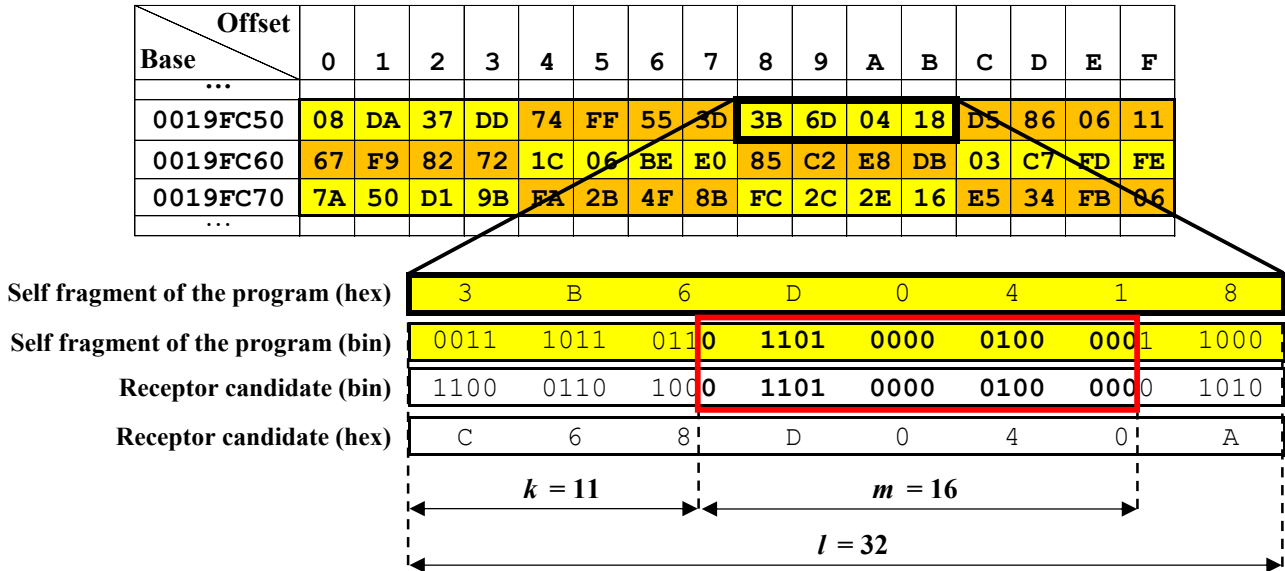 Offset
Base 0 1 2 3 4 5 6 7 8 9 A B C D E F
...
0019FC50 08 DA 37 DD 74 FF 55 3D 3B 6D 04 18 D5 86 06 11
0019FC60 67 F9 82 72 1C 06 BE E0 85 C2 E8 DB 03 C7 FD FE
0019FC70 7A 50 D1 9B FA 2B 4F 8B FC 2C 2E 16 E5 34 FB 06
...
Self fragment of the program (hex) 3 B 6 D 0 4 1 8
Self fragment of the program (bin) 0011 1011 0110 1101 0000 0100 0001 1000
Receptor candidate (bin) 1100 0110 1000 1101 0000 0100 0000 1010
Receptor candidate (hex) C 6 8 D 0 4 0 A
k = 11 m = 16
l = 32